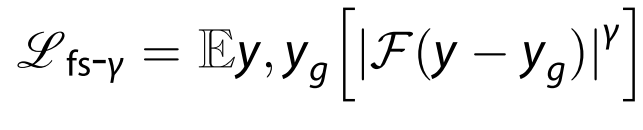 ℒ_fs-γ = 𝔼y, y_g[|ℱ(y − y_g)|^γ]